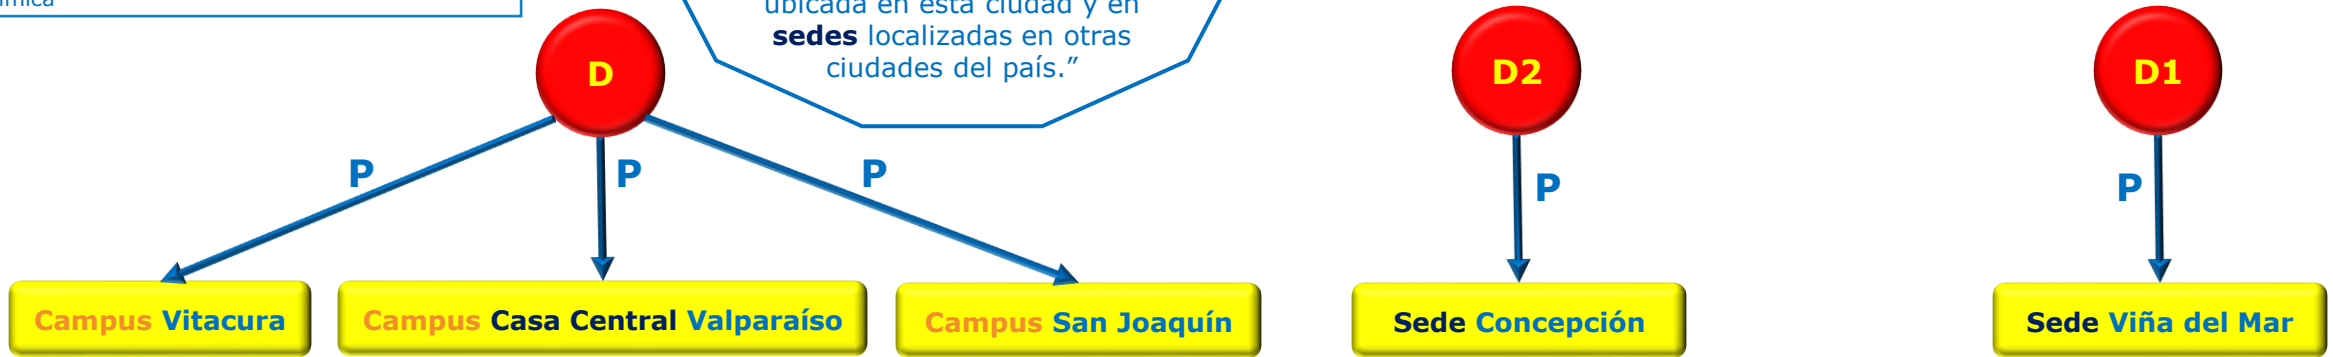 ubicada en esta ciudad y en
sedes localizadas en otras
ciudades del país.”
D
D2
D1
P
P
P
P
P
Campus Vitacura
Campus Casa Central Valparaíso
Campus San Joaquín
Sede Concepción
Sede Viña del Mar